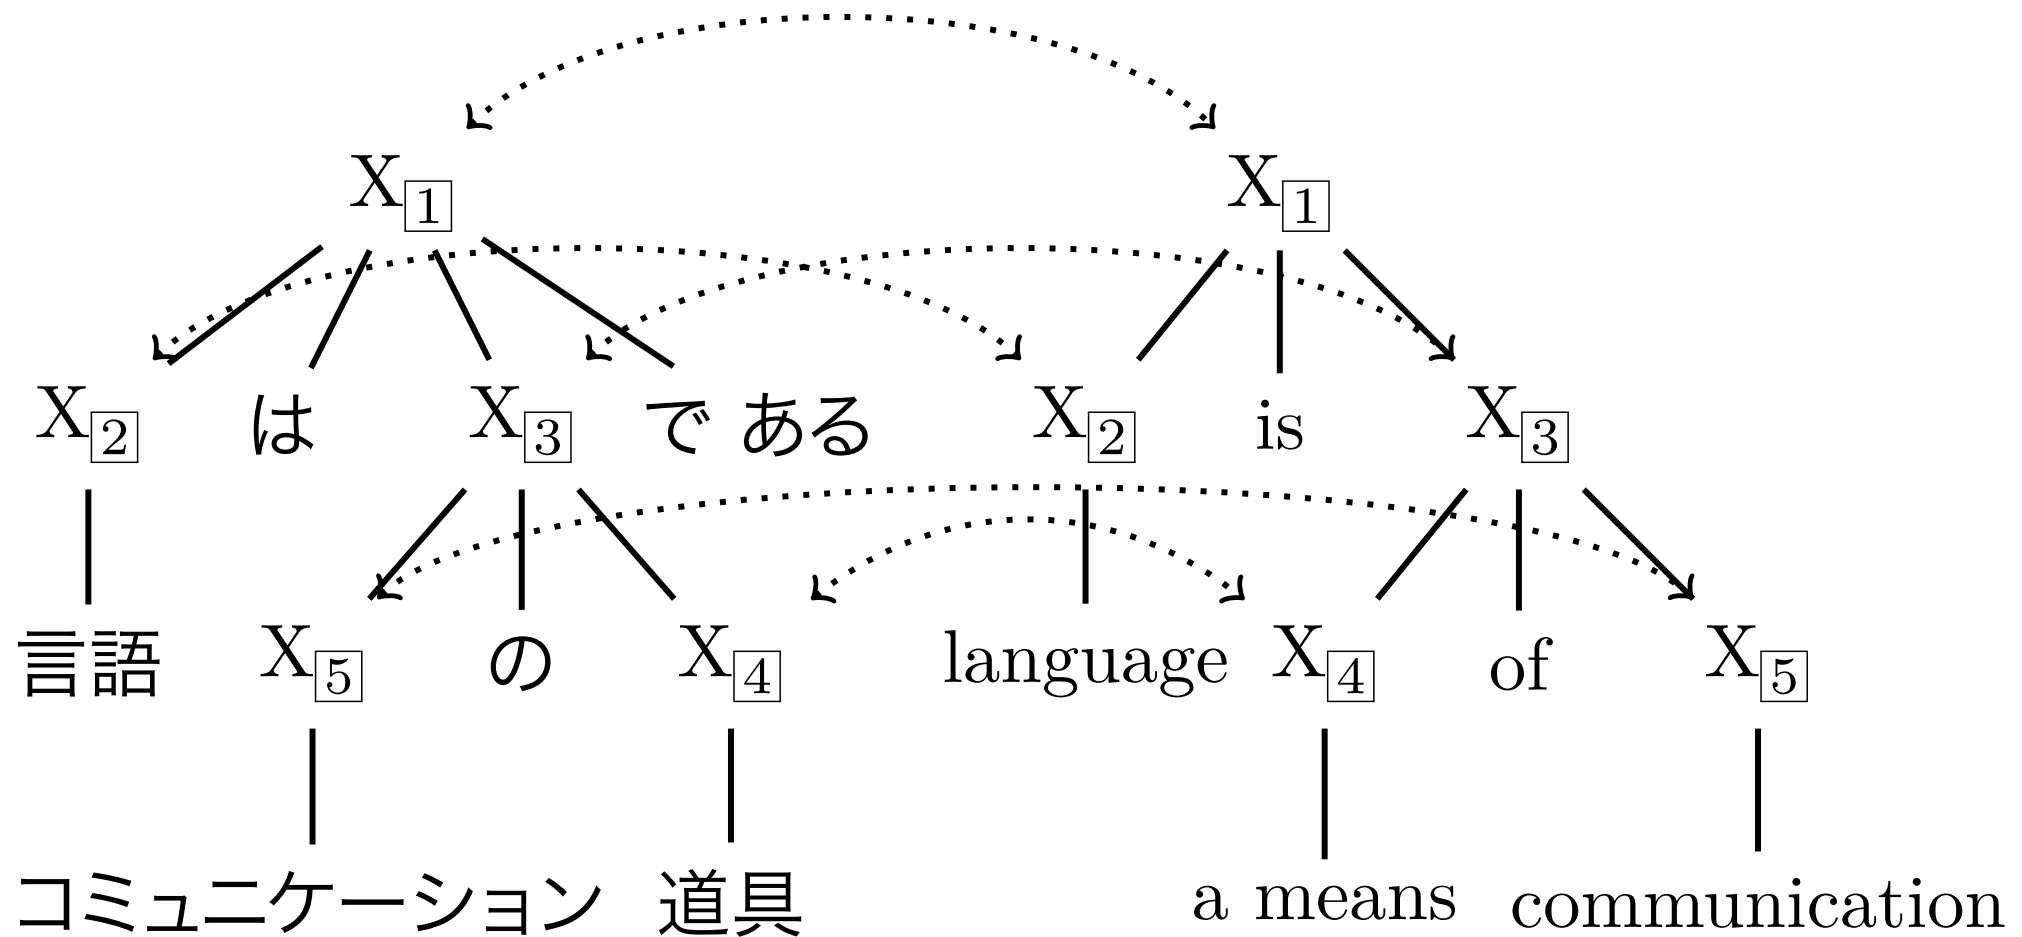 X1 X1
X2 は X3 で ある X2 is X3
言語 X5 の X4 language X4 of X5
コミュニケーション 道具 a means communication